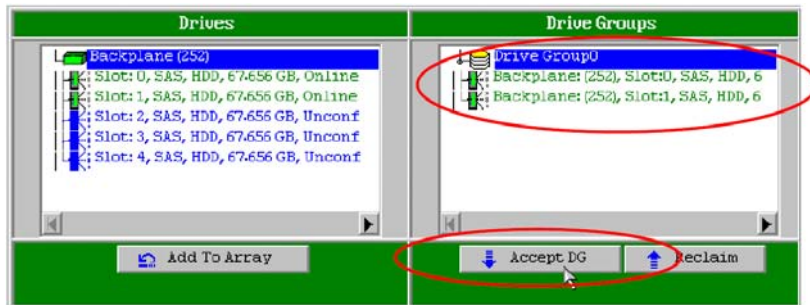 Drives
Backplane (252)
Slot: 0, SAS, HDD, 67.656 GB, Online
Slot: 1, SAS, HDD, 67.656 GB, Online
Slot: 2, SAS, HDD, 67.656 GB, Unconf
Slot: 3, SAS, HDD, 67.656 GB, Unconf
Slot: 4, SAS, HDD, 67.656 GB, Unconf
Add To Array
Drive Groups
Drive Group0
Backplane: (252), Slot:0, SAS, HDD, 6
Backplane: (252), Slot:1, SAS, HDD, 6
Accept DG
Reclaim